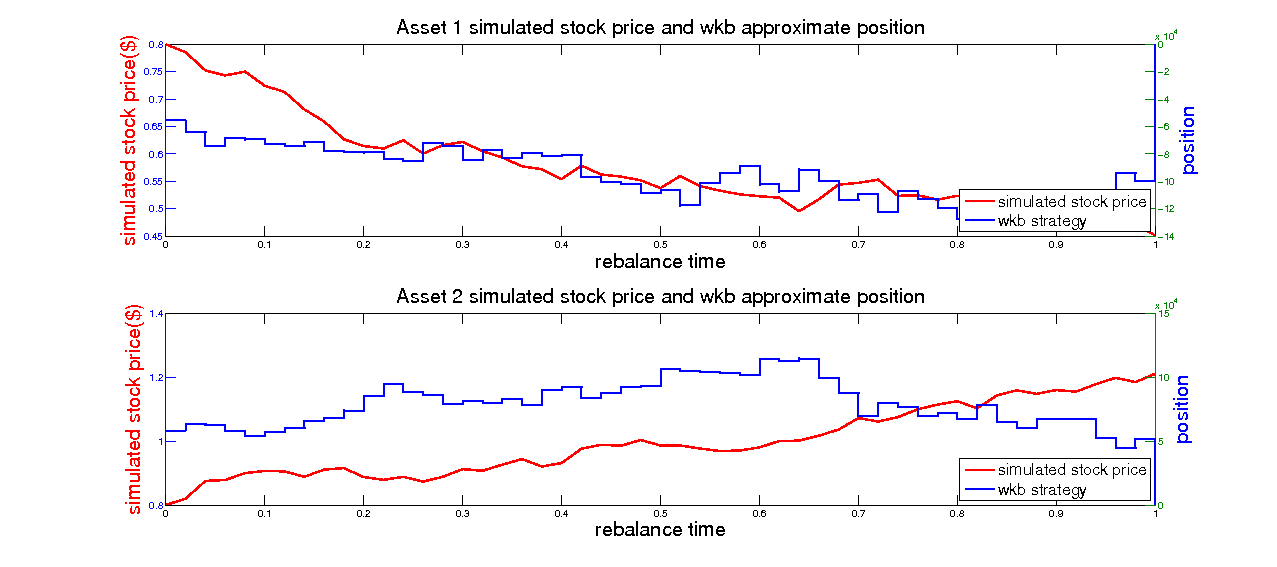 Asset 1 simulated stock price and wkb approximate position
x 10^4
simulated stock price($)
0.8
0.75
0.7
0.65
0.6
0.55
0.5
0.45
0
-2
-4
-6
-8
-10
-12
-14
position
simulated stock price
wkb strategy
0 0.1 0.2 0.3 0.4 0.5 0.6 0.7 0.8 1
rebalance time
Asset 2 simulated stock price and wkb approximate position
x 10^4
simulated stock price($)
1.4
1.2
1
0.8
15
10
5
0
position
simulated stock price
wkb strategy
0 0.1 0.2 0.3 0.4 0.5 0.6 0.7 0.8 0.9 1
rebalance time